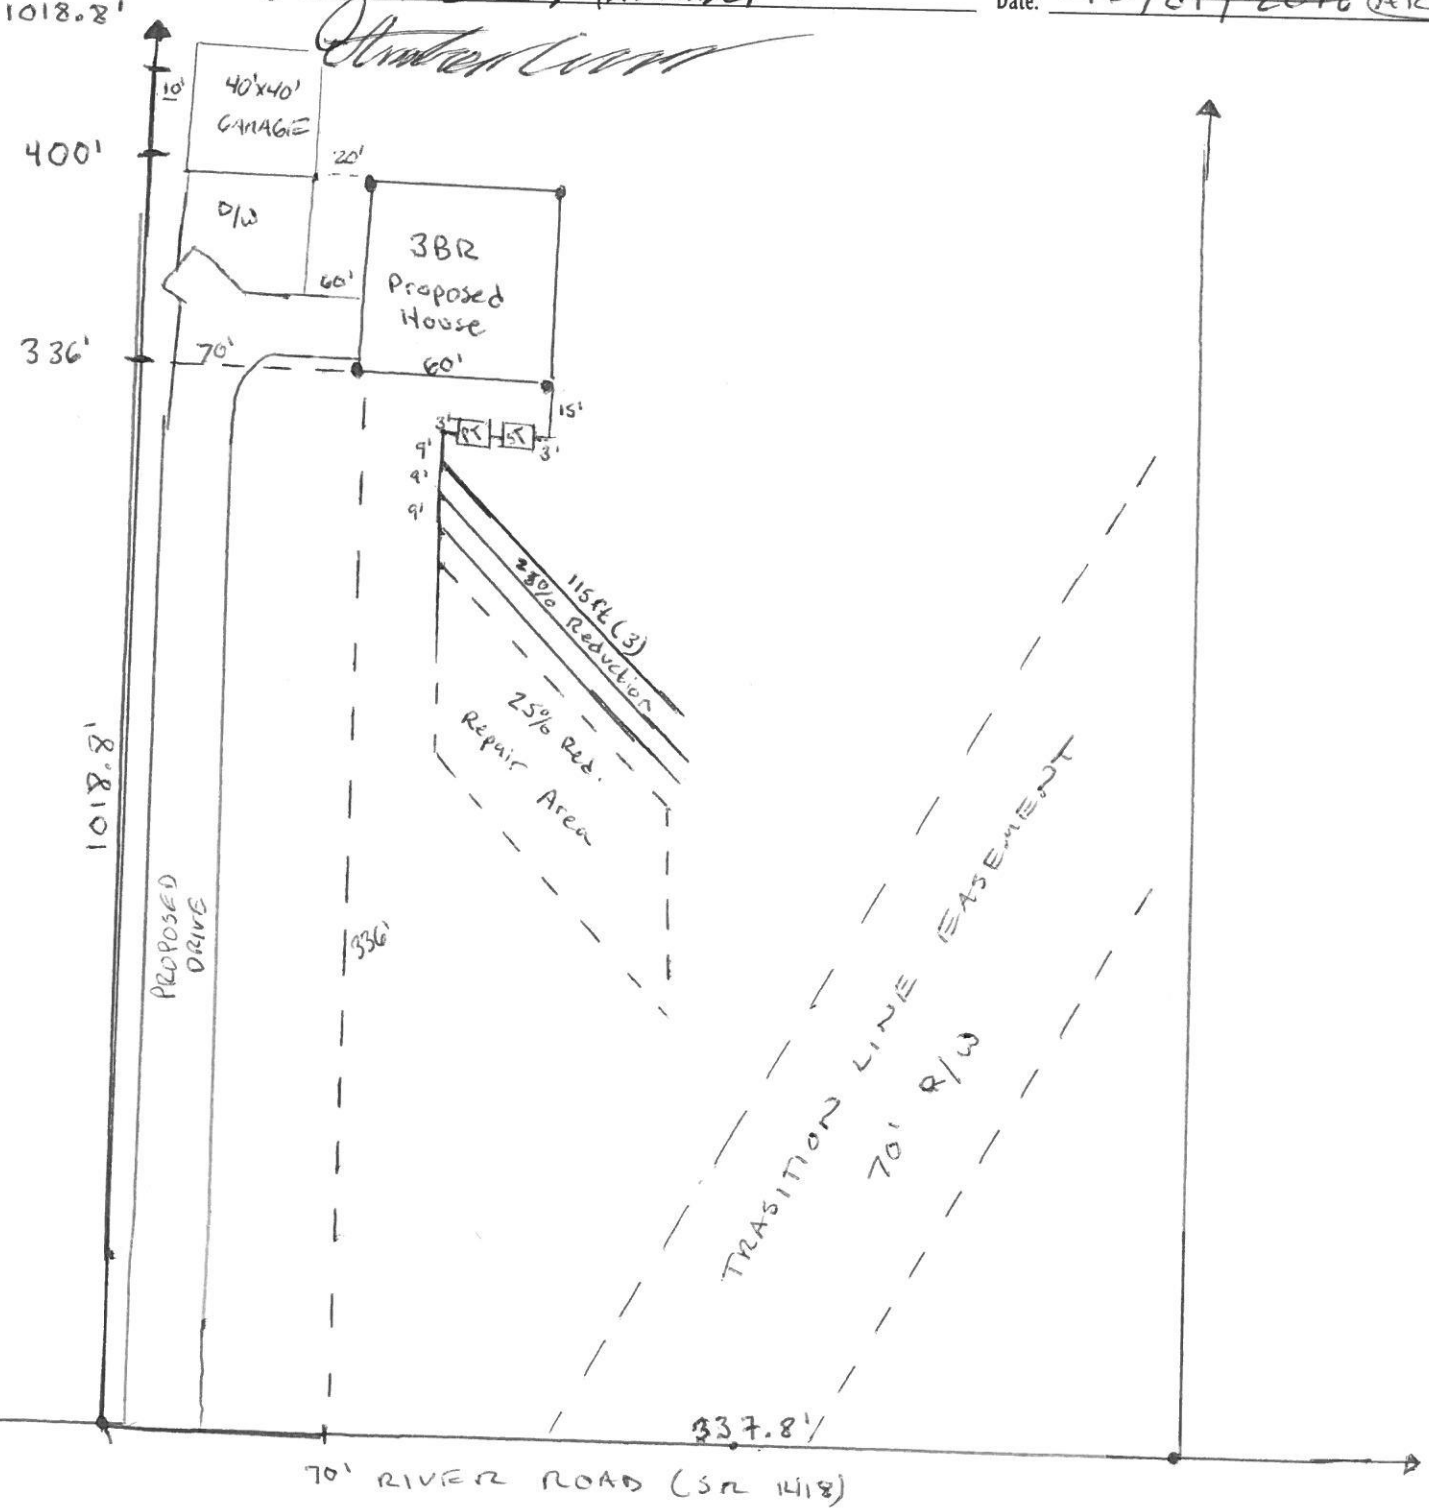 1018.8'
Date:
10'
40'x40'
GARAGE
400'
20'
D/W
3BR
Proposed
House
60'
60'
336'
70'
15'
3'
PT
ST
3'
9'
9'
9'
115ft (3)
25% Reduction
25% Red.
Repair
Area
1018.8'
PROPOSED
DRIVE
336'
TRASITION LINE EASEMENT
70' R/W
337.8'
70' RIVER ROAD (SR 1418)